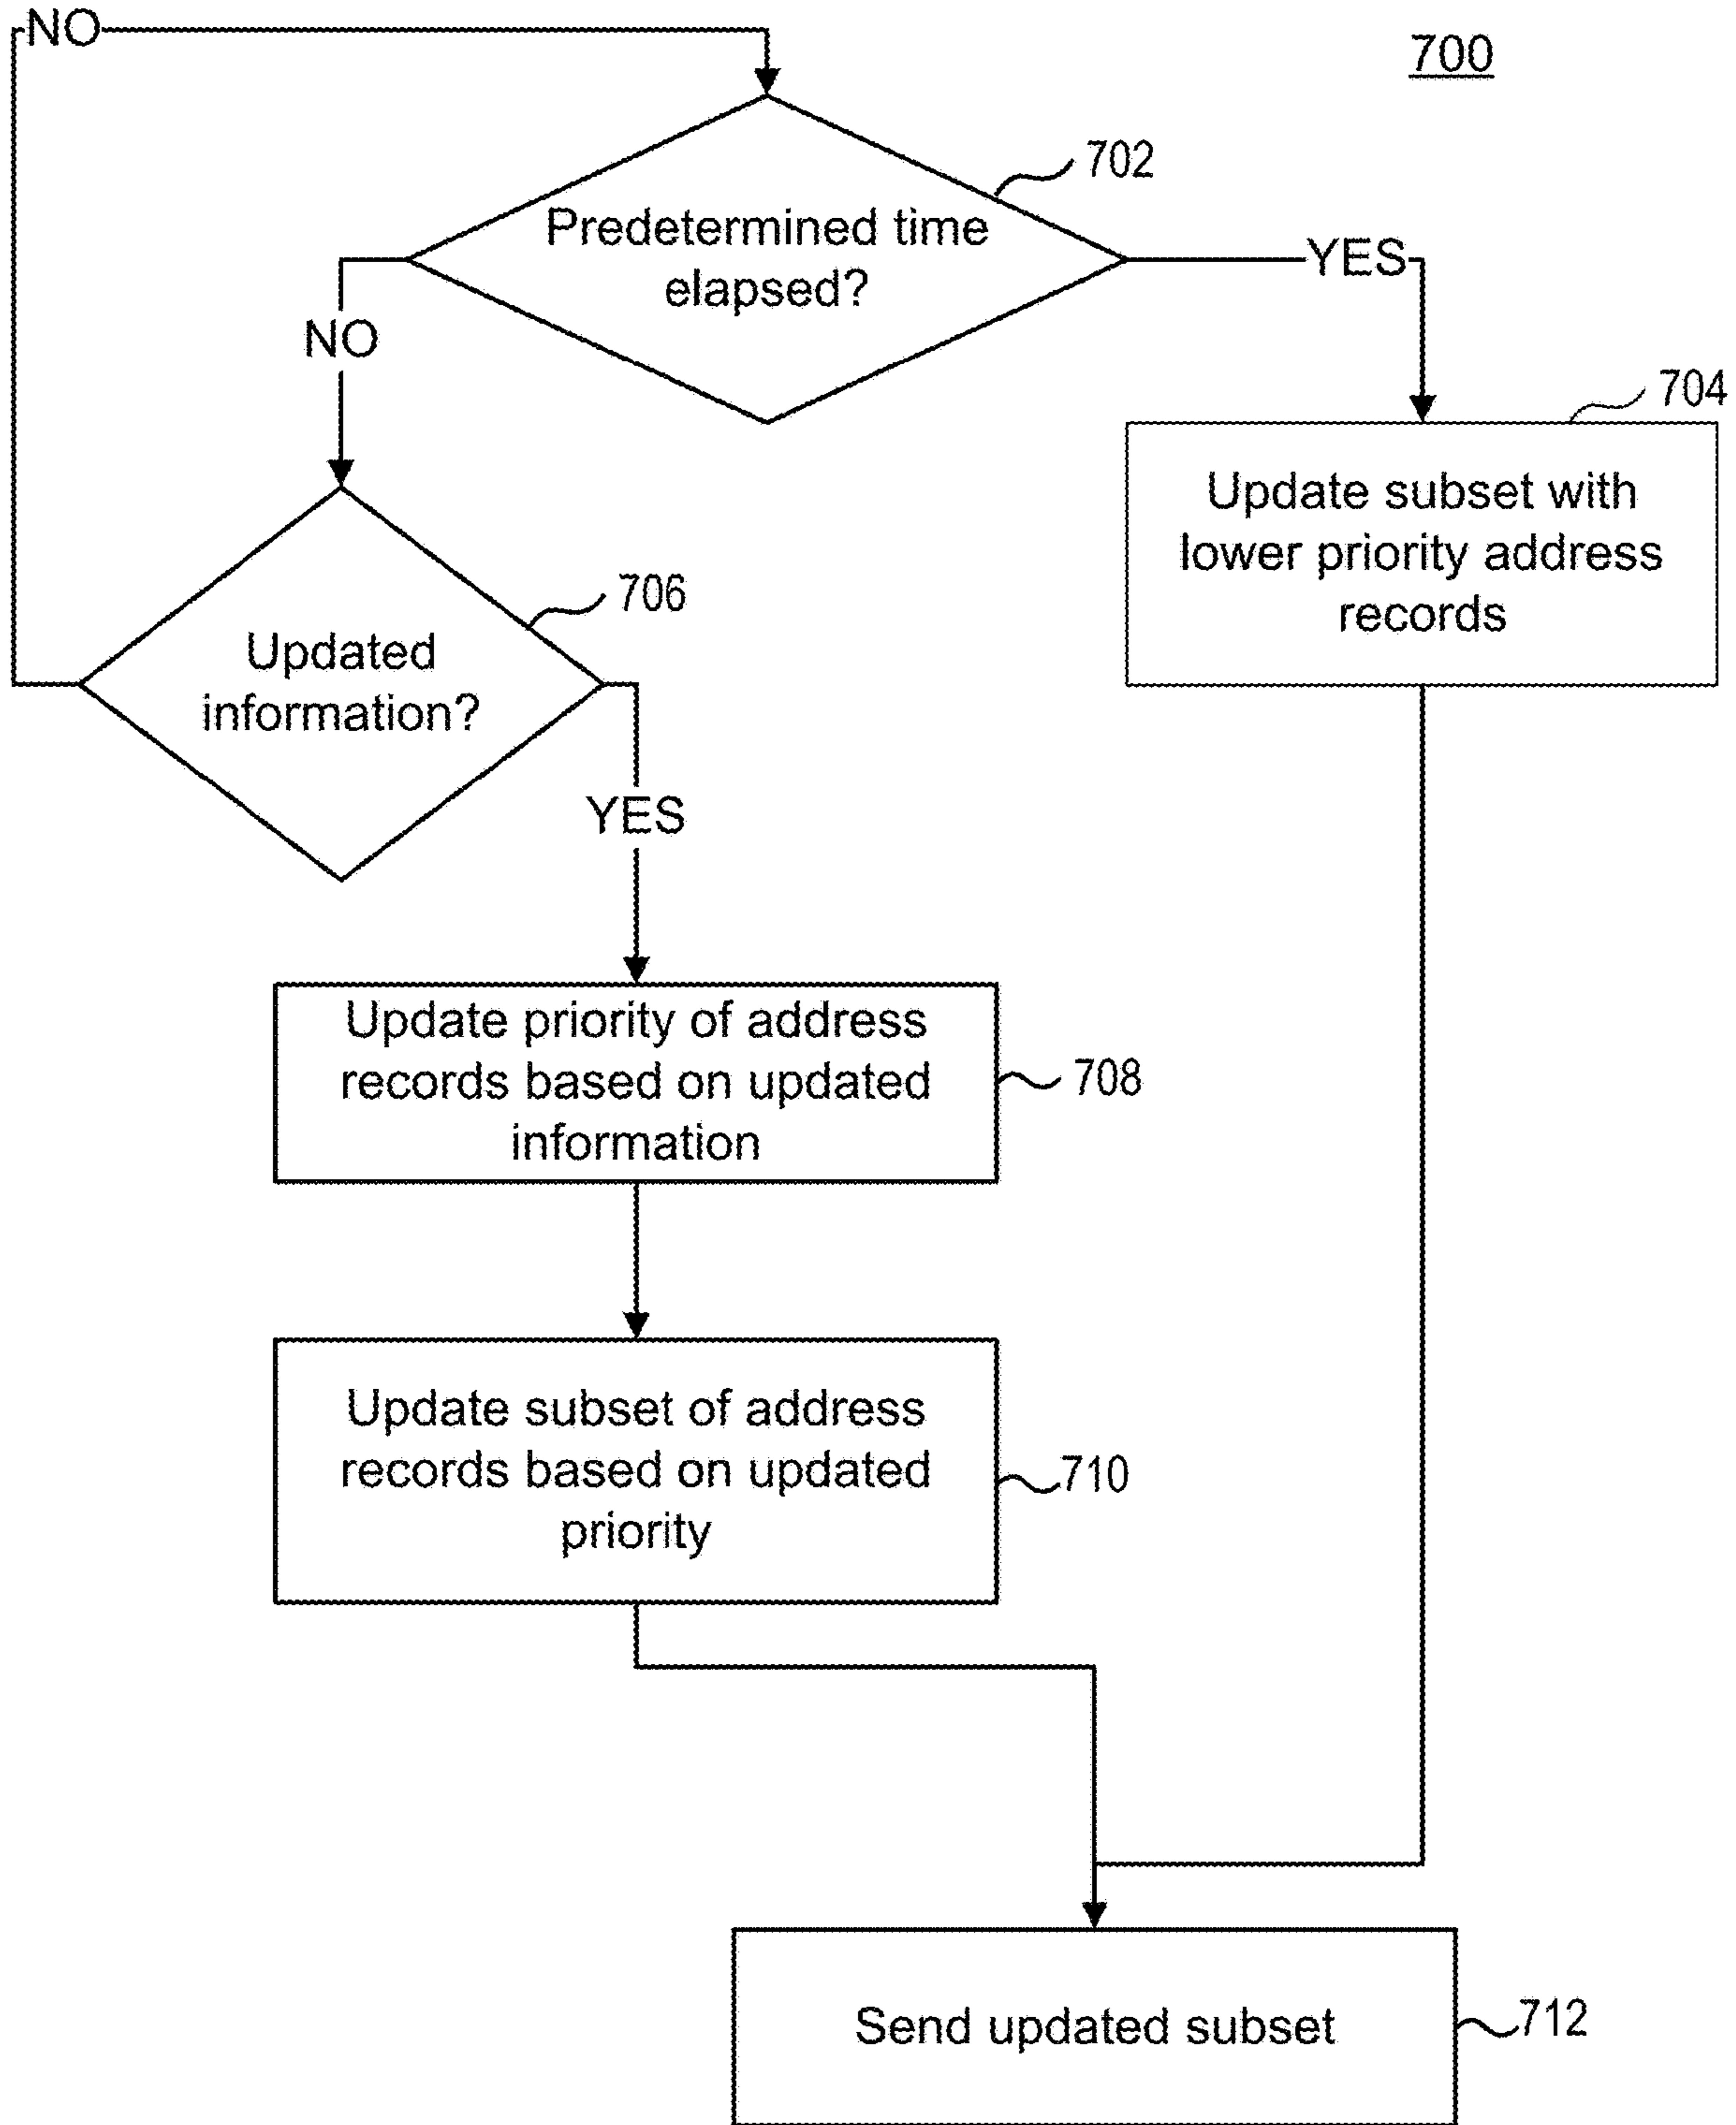 NO
700
702
Predetermined time
elapsed?
YES
NO
704
Update subset with
lower priority address
records
706
Updated
information?
YES
Update priority of address
records based on updated
information
708
Update subset of address
records based on updated
priority
710
Send updated subset
712